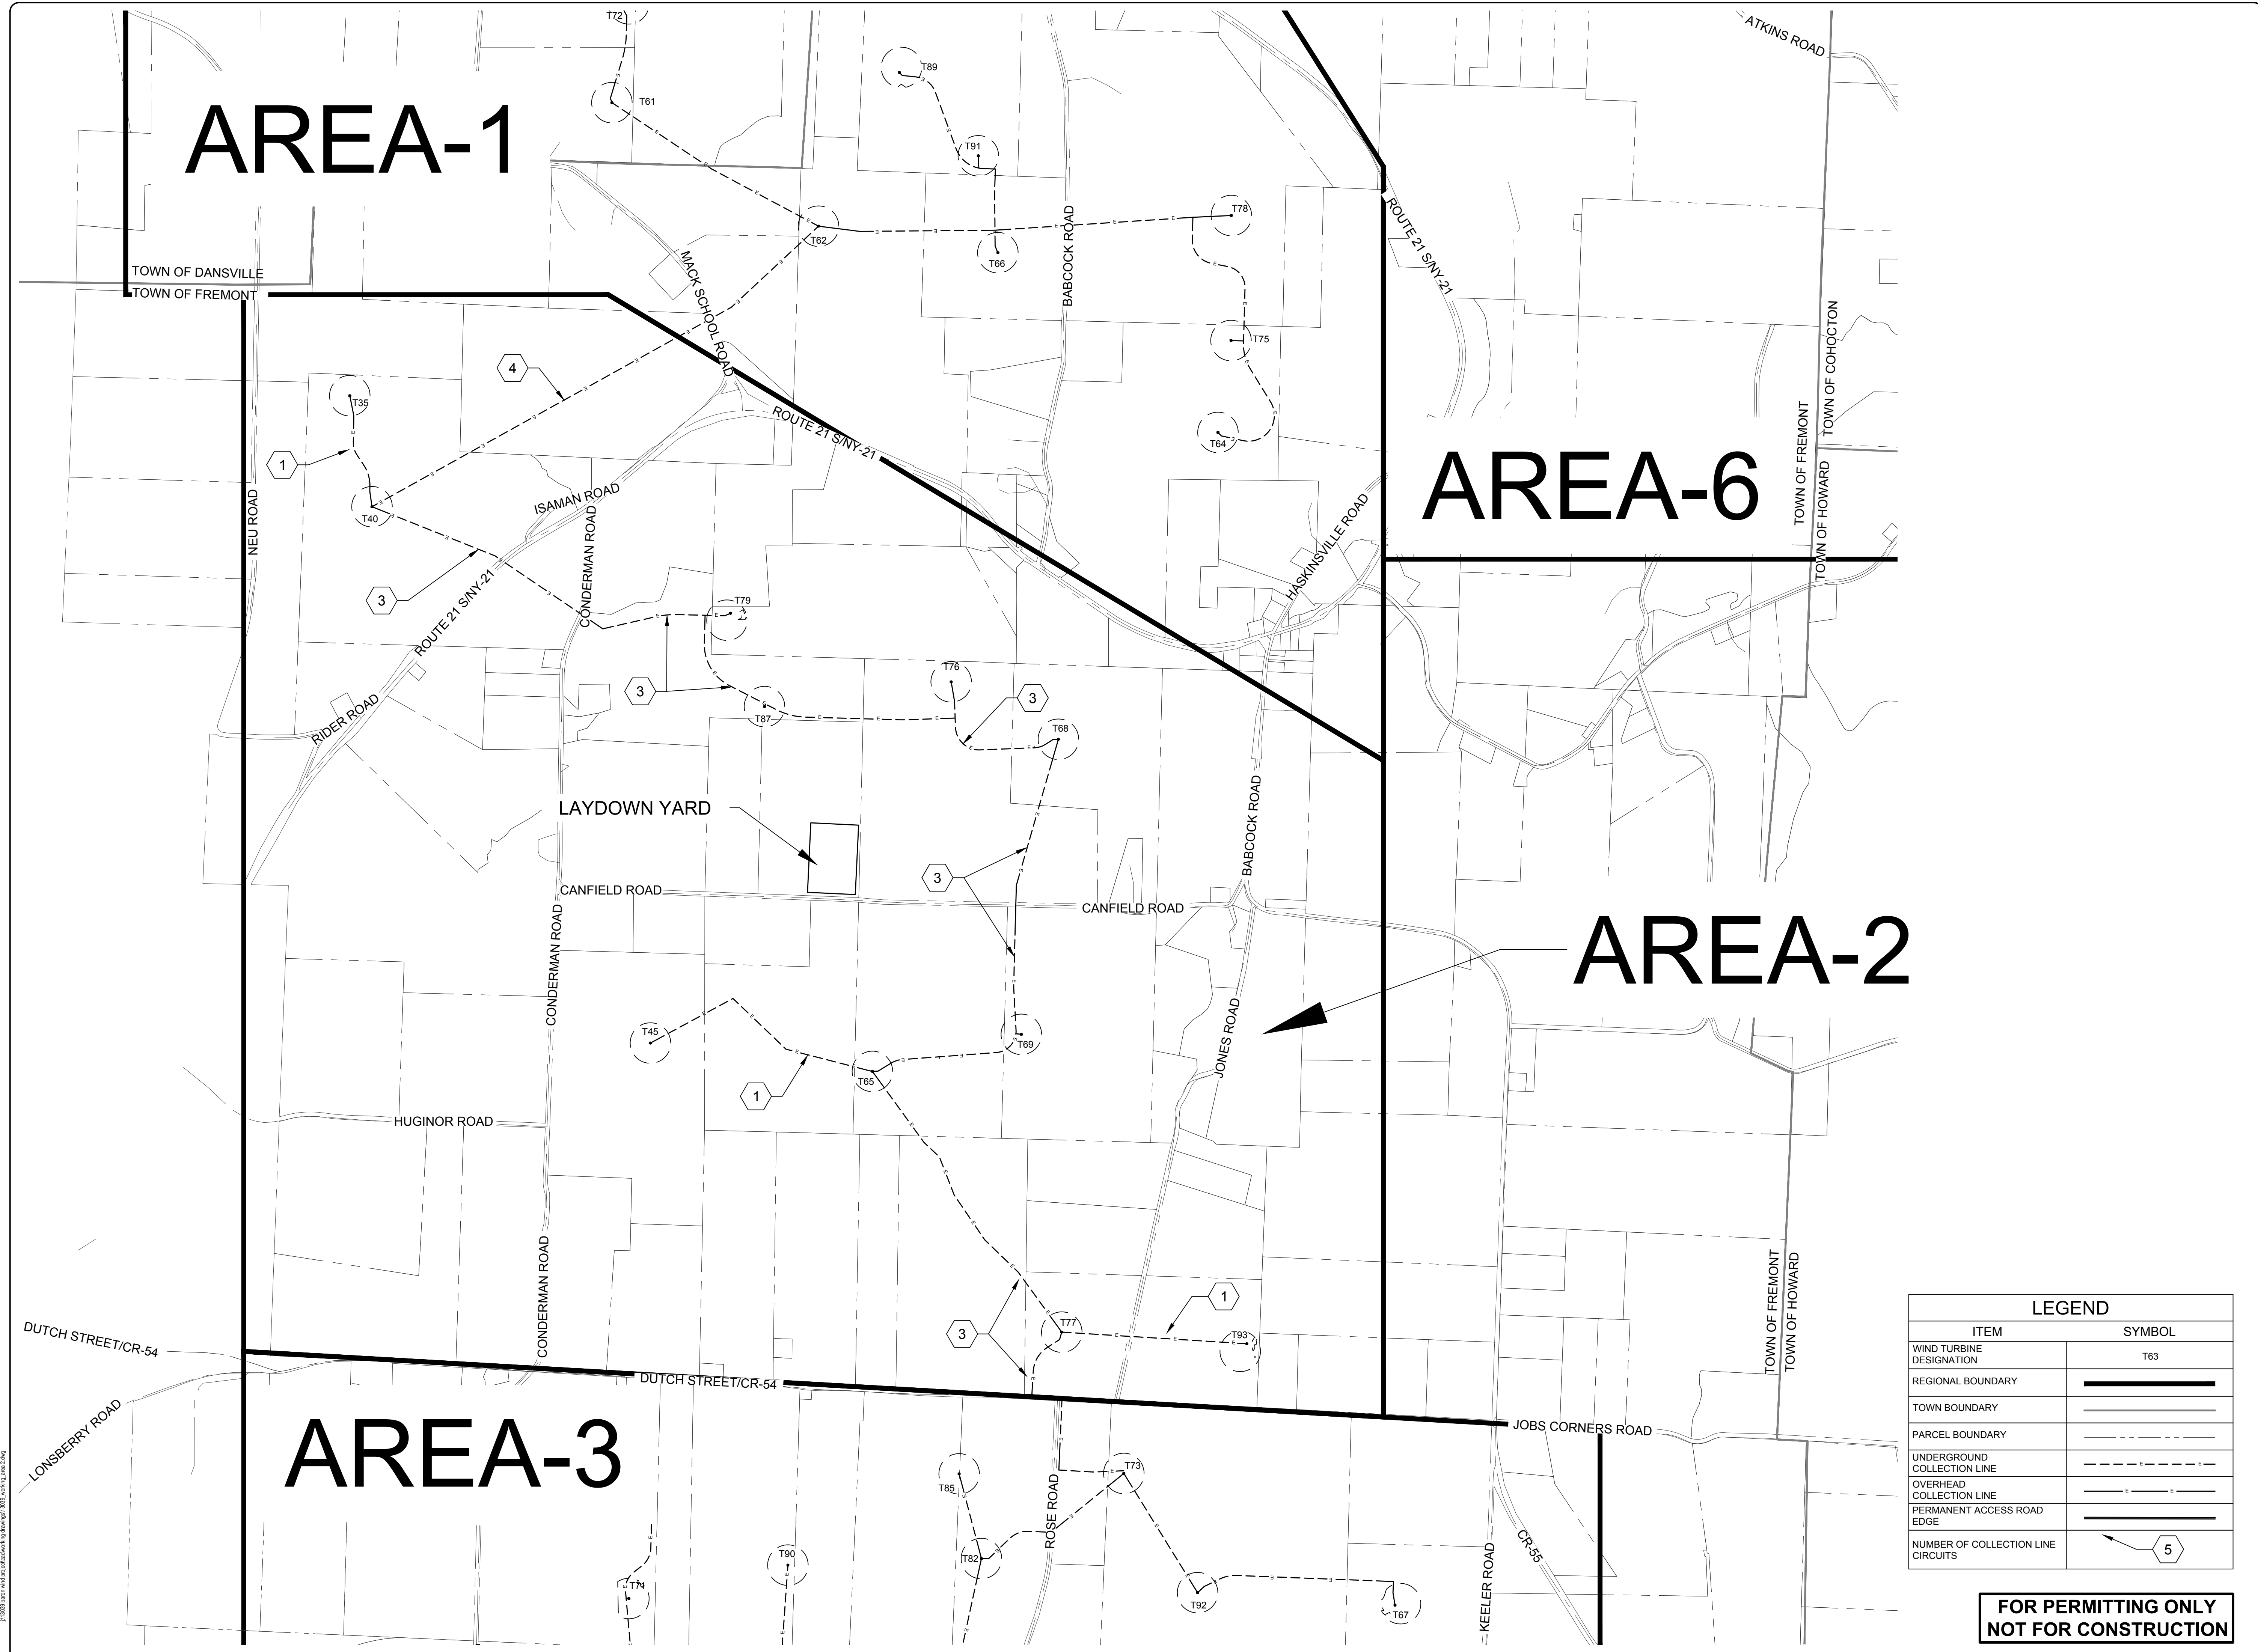 T72
ATKINS ROAD
T89
T61
AREA-1
T91
T78
ROUTE 21 S/NY-21
T62
BABCOCK ROAD
T66
MACK SCHOOL ROAD
TOWN OF DANSVILLE
TOWN OF FREMONT
T75
TOWN OF COHOCTON
TOWN OF FREMONT
4
T35
ROUTE 21 S/NY-21
T64
1
AREA-6
TOWN OF HOWARD
NEU ROAD
T40
ISAMAN ROAD
CONDERMAN ROAD
HASKINSVILLE ROAD
3
ROUTE 21 S/NY-21
T79
T76
3
3
T87
T68
RIDER ROAD
LAYDOWN YARD
BABCOCK ROAD
3
CANFIELD ROAD
CANFIELD ROAD
CONDERMAN ROAD
AREA-2
T45
T69
JONES ROAD
T65
1
HUGINOR ROAD
CONDERMAN ROAD
TOWN OF FREMONT
TOWN OF HOWARD
1
3
T77
T93
DUTCH STREET/CR-54
DUTCH STREET/CR-54
JOBS CORNERS ROAD
LONSBERRY ROAD
AREA-3
T85
T73
ROSE ROAD
T90
T82
T71
T92
T67
KEELER ROAD
CR-55
LEGEND
ITEM SYMBOL
WIND TURBINE
DESIGNATION
T63
REGIONAL BOUNDARY
TOWN BOUNDARY
PARCEL BOUNDARY
UNDERGROUND
COLLECTION LINE
E E
OVERHEAD
COLLECTION LINE
E E
PERMANENT ACCESS ROAD
EDGE
NUMBER OF COLLECTION LINE
CIRCUITS
5
FOR PERMITTING ONLY
NOT FOR CONSTRUCTION